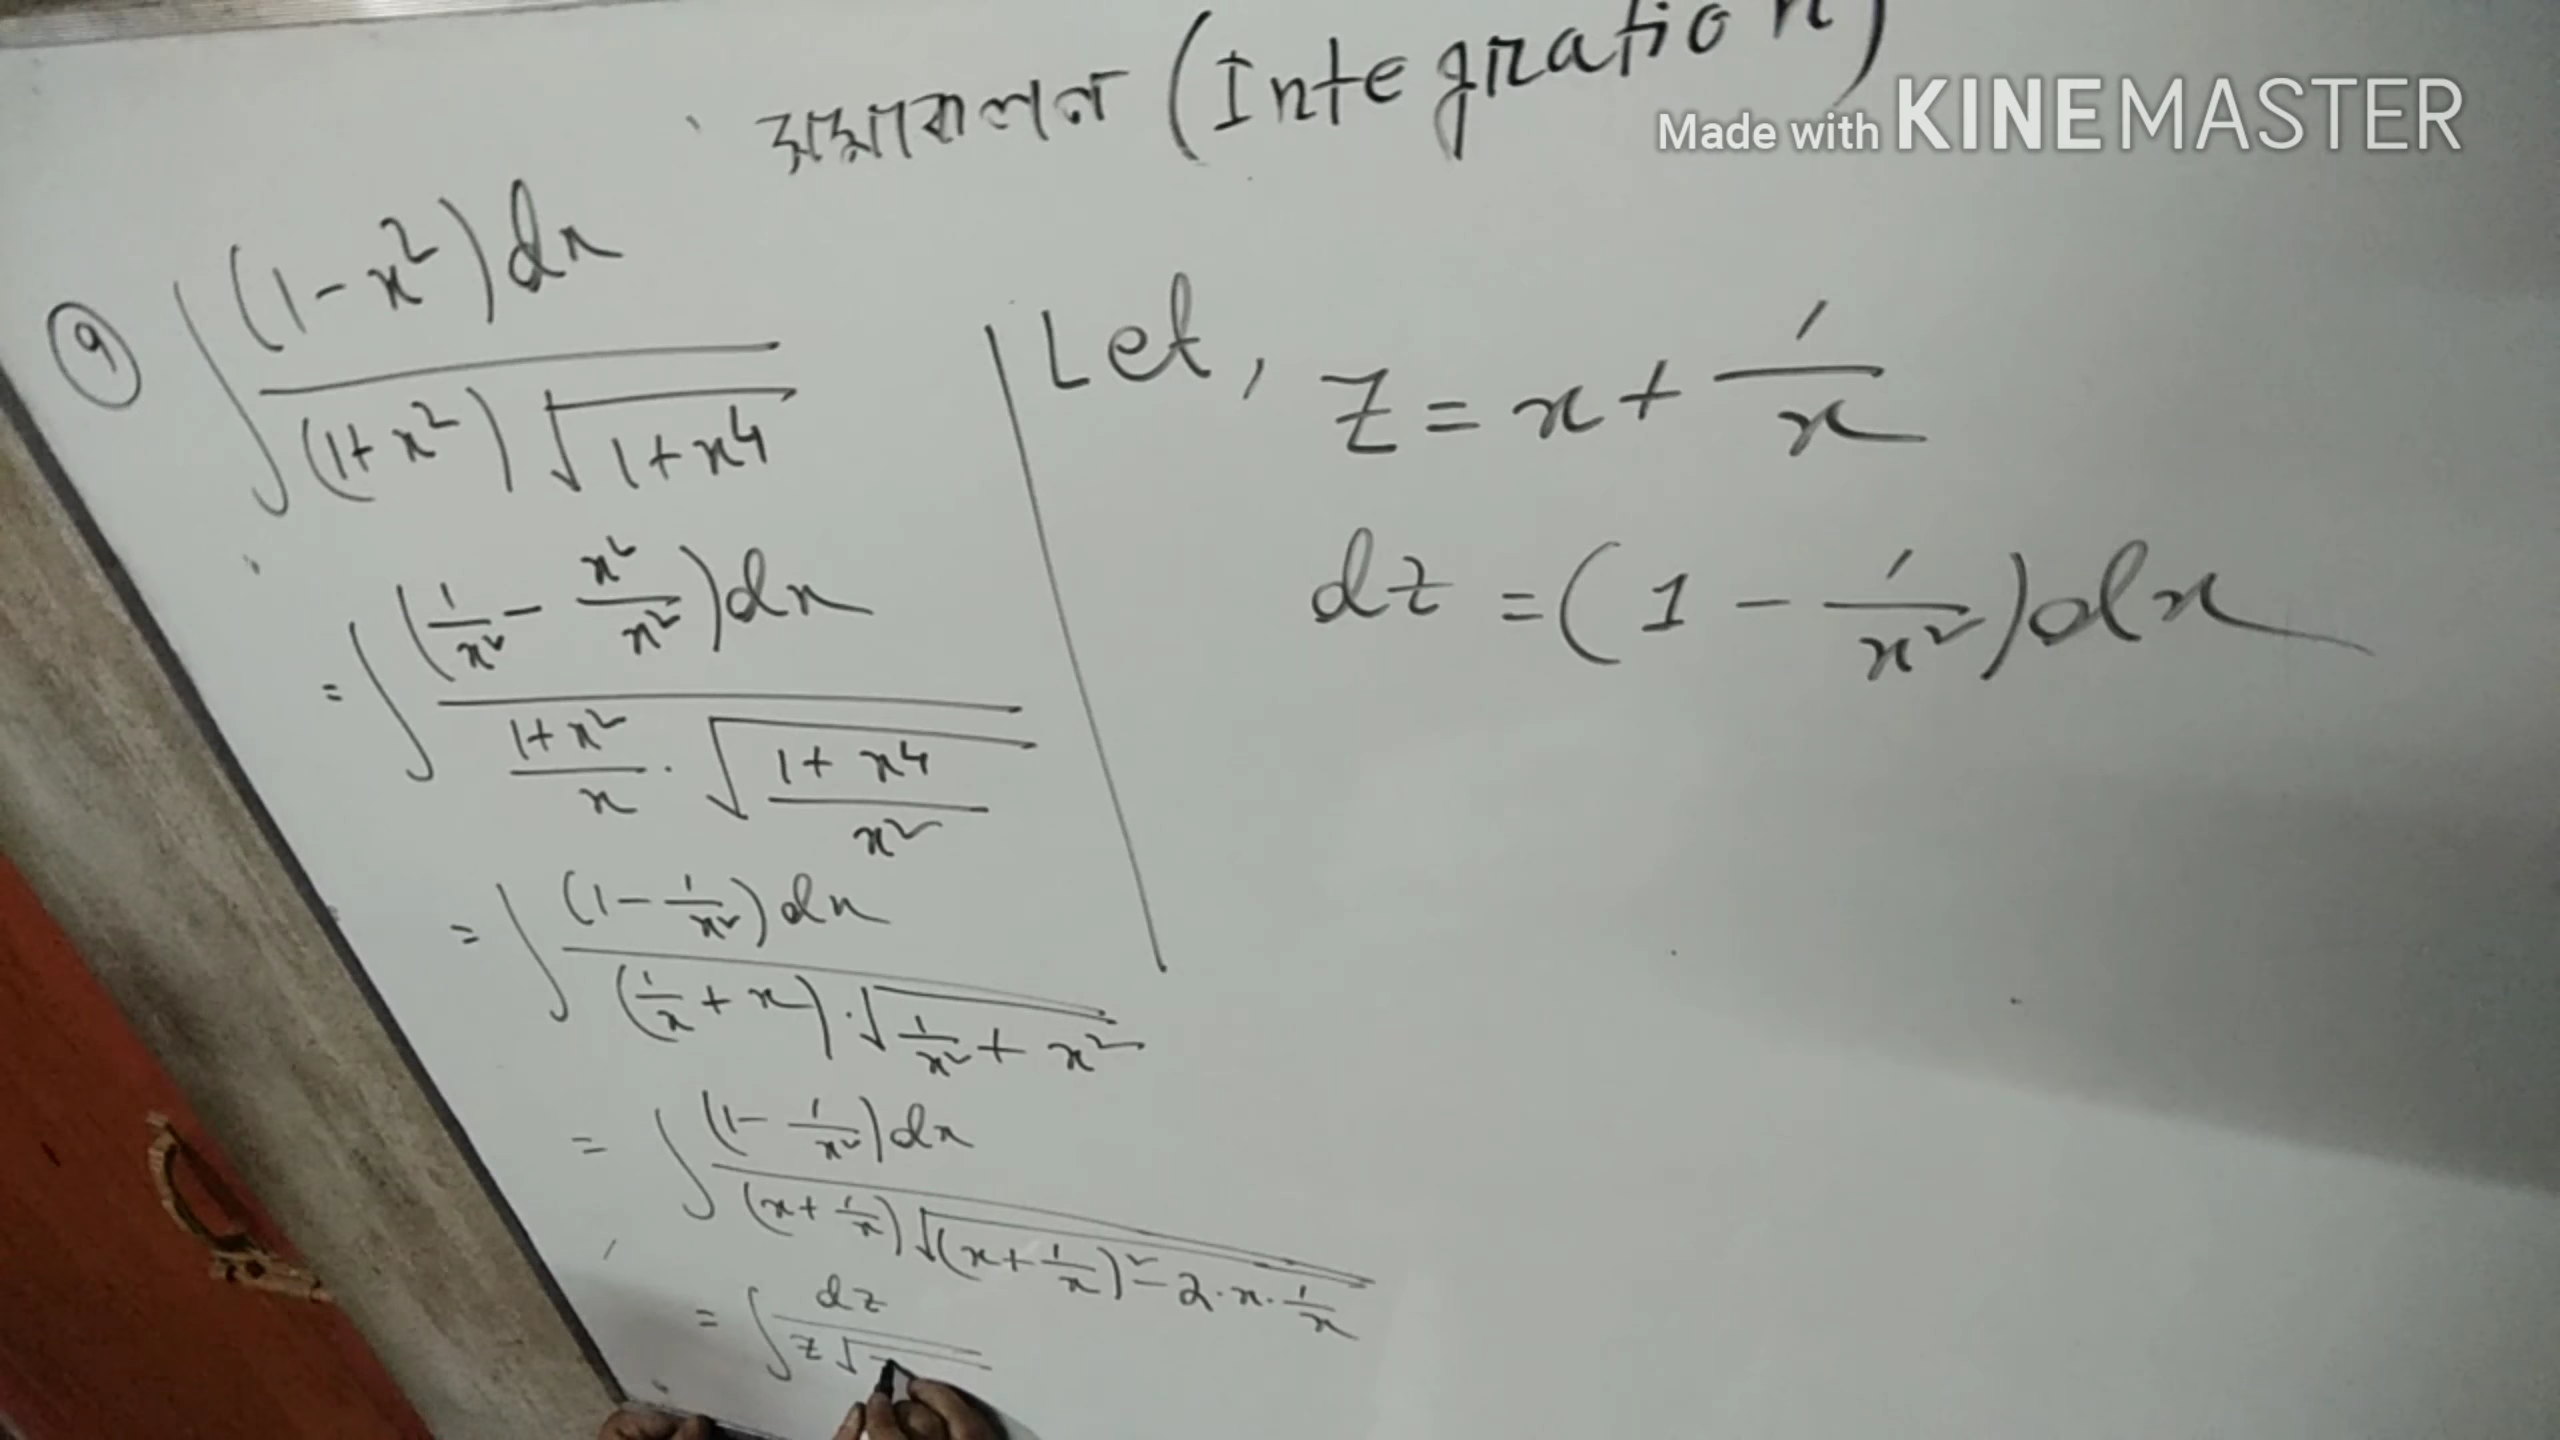 সমাকলন (Integration)
Made with KINEMASTER
9 ∫ (1-x²)dx / (1+x²)√(1+x4)
= ∫ (1/x² - x²/x²)dx / (1+x²)/x · √((1+x4)/x²)
= ∫ (1-1/x²)dx / (1/x + x)·√(1/x² + x²)
= ∫ (1-1/x²)dx / (x+1/x)√((x+1/x)²-2·x·1/x)
= ∫ dz / z√
Let, z = x + 1/x
dz = (1 - 1/x²)dx